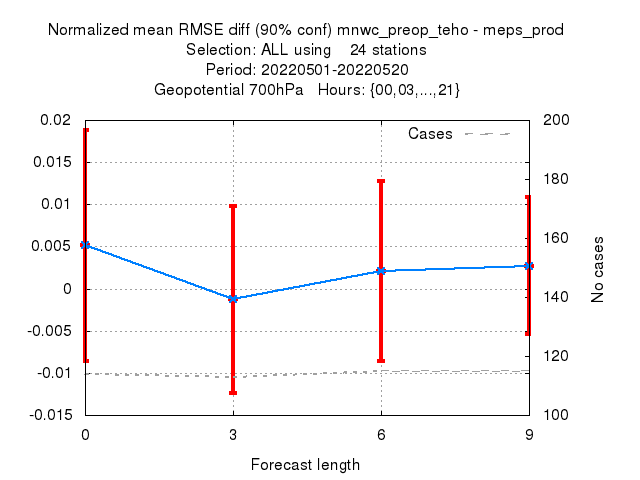 Normalized mean RMSE diff (90% conf) mnwc_preop_teho - meps_prod
Selection: ALL using    24 stations
Period: 20220501-20220520
Geopotential 700hPa   Hours: {00,03,...,21}
Cases
0.02
0.015
0.01
0.005
0
-0.005
-0.01
-0.015
200
180
160
140
120
100
No cases
0 3 6 9
Forecast length